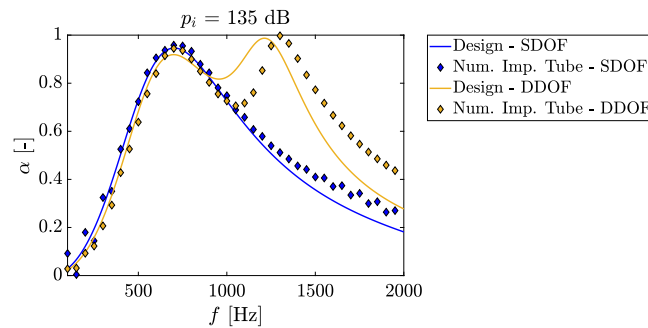 p_i = 135 dB
Design - SDOF
Num. Imp. Tube - SDOF
Design - DDOF
Num. Imp. Tube - DDOF
α [-]
1
0.8
0.6
0.4
0.2
0
500 1000 1500 2000
f [Hz]